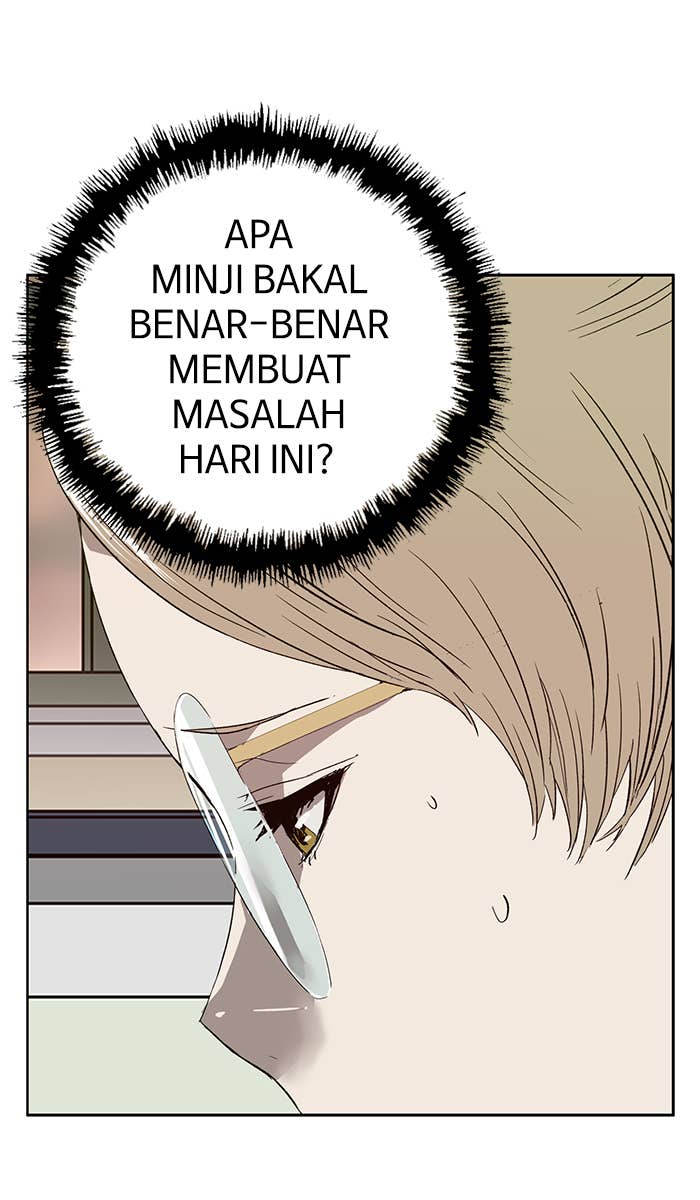 APA
MINJI BAKAL
BENAR-BENAR
MEMBUAT
MASALAH
HARI INI?